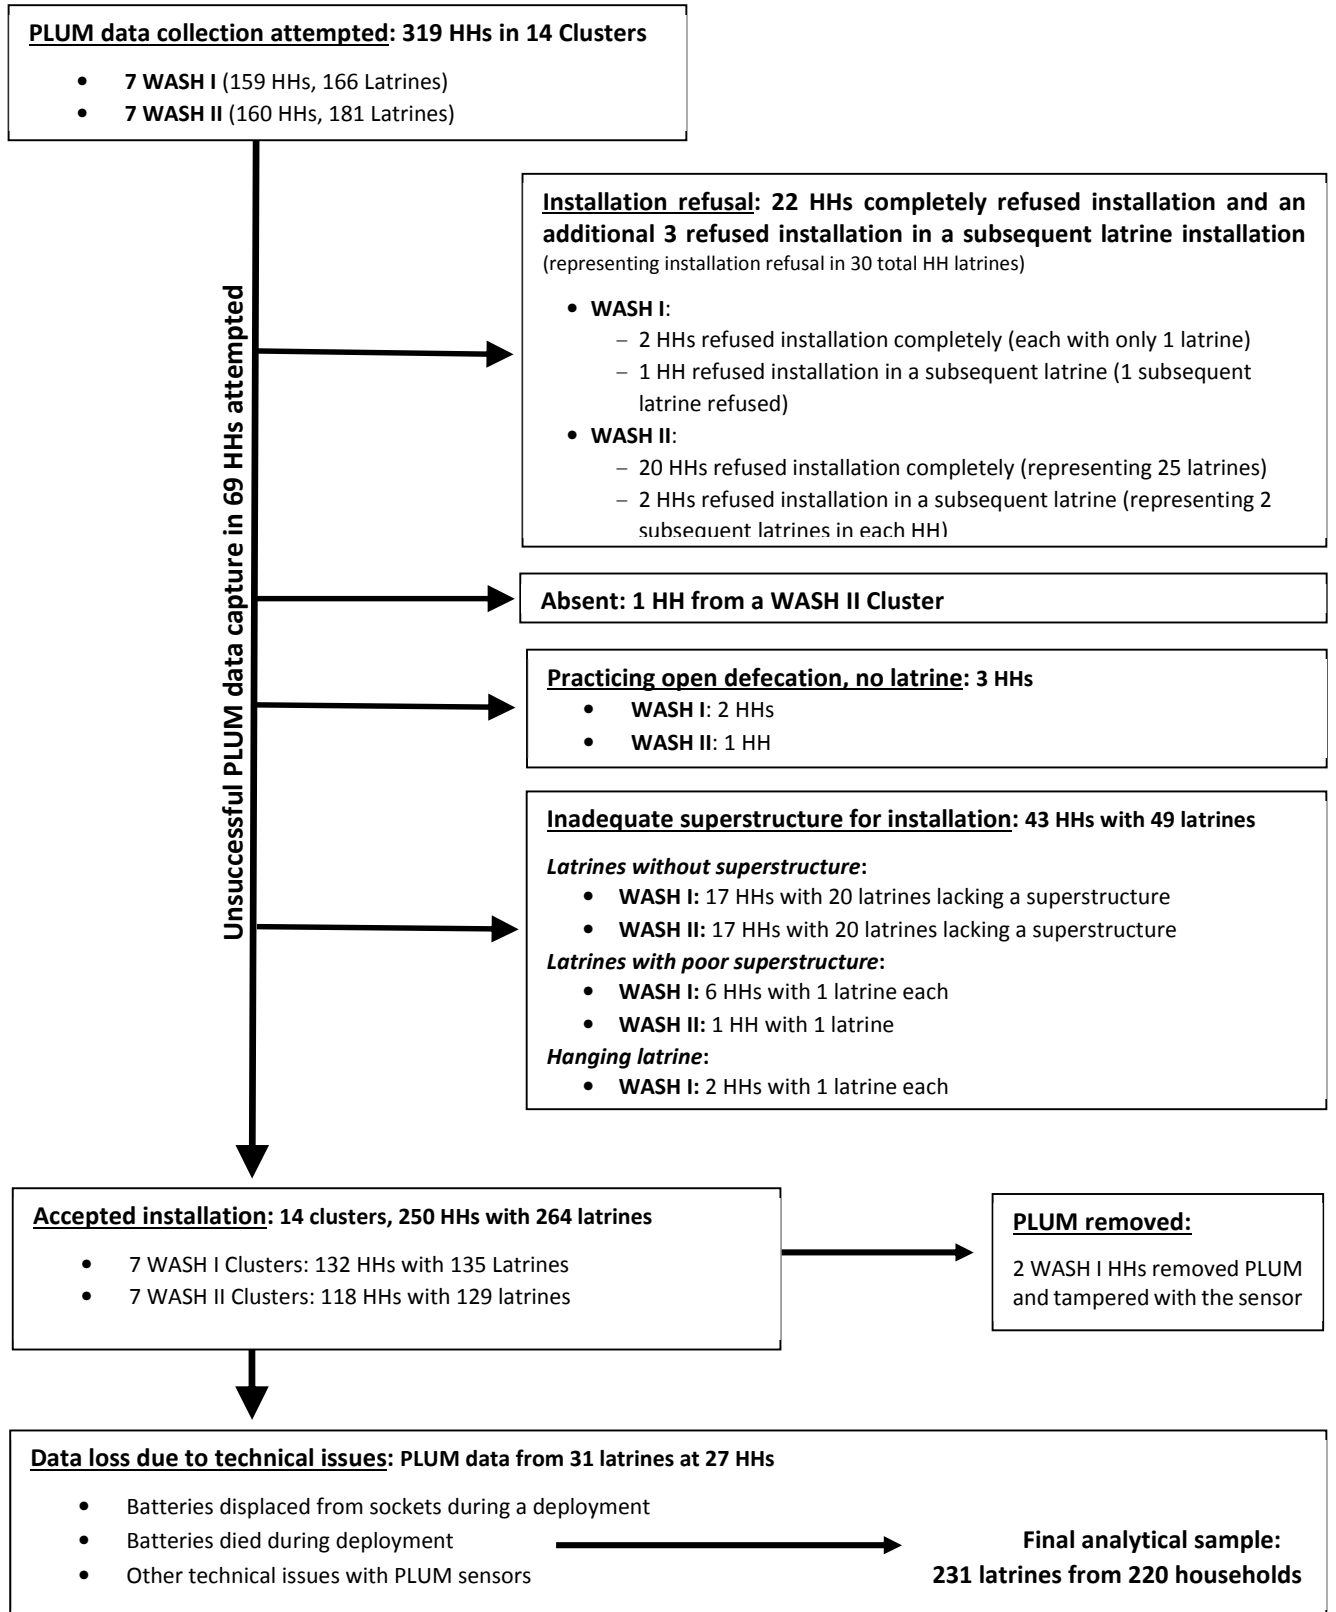 PLUM data collection attempted: 319 HHs in 14 Clusters
• 7 WASH I (159 HHs, 166 Latrines)
• 7 WASH II (160 HHs, 181 Latrines)
Unsuccessful PLUM data capture in 69 HHs attempted
Installation refusal: 22 HHs completely refused installation and an
additional 3 refused installation in a subsequent latrine installation
(representing installation refusal in 30 total HH latrines)
• WASH I:
– 2 HHs refused installation completely (each with only 1 latrine)
– 1 HH refused installation in a subsequent latrine (1 subsequent
latrine refused)
• WASH II:
– 20 HHs refused installation completely (representing 25 latrines)
– 2 HHs refused installation in a subsequent latrine (representing 2
subsequent latrines in each HH)
Absent: 1 HH from a WASH II Cluster
Practicing open defecation, no latrine: 3 HHs
• WASH I: 2 HHs
• WASH II: 1 HH
Inadequate superstructure for installation: 43 HHs with 49 latrines
Latrines without superstructure:
• WASH I: 17 HHs with 20 latrines lacking a superstructure
• WASH II: 17 HHs with 20 latrines lacking a superstructure
Latrines with poor superstructure:
• WASH I: 6 HHs with 1 latrine each
• WASH II: 1 HH with 1 latrine
Hanging latrine:
• WASH I: 2 HHs with 1 latrine each
Accepted installation: 14 clusters, 250 HHs with 264 latrines
• 7 WASH I Clusters: 132 HHs with 135 Latrines
• 7 WASH II Clusters: 118 HHs with 129 latrines
PLUM removed:
2 WASH I HHs removed PLUM
and tampered with the sensor
Data loss due to technical issues: PLUM data from 31 latrines at 27 HHs
• Batteries displaced from sockets during a deployment
• Batteries died during deployment
• Other technical issues with PLUM sensors
Final analytical sample:
231 latrines from 220 households